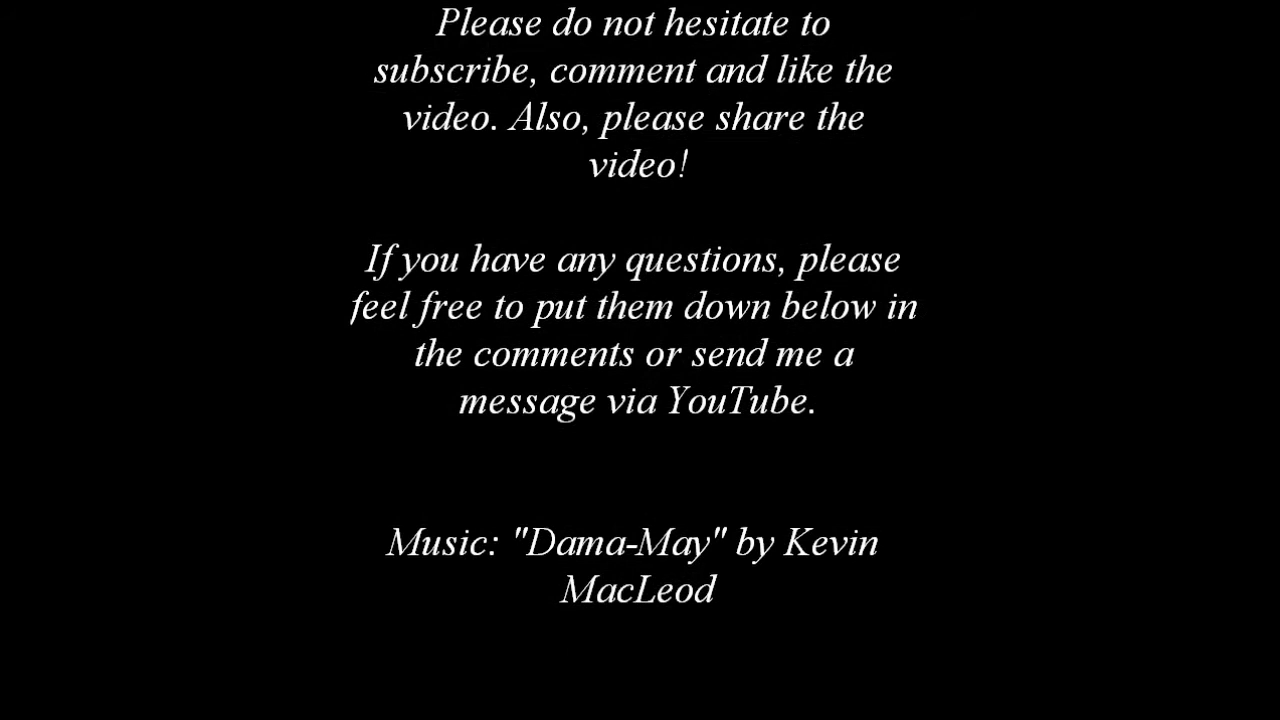 Please do not hesitate to
subscribe, comment and like the
video. Also, please share the
video!
If you have any questions, please
feel free to put them down below in
the comments or send me a
message via YouTube.
Music: "Dama-May" by Kevin
MacLeod